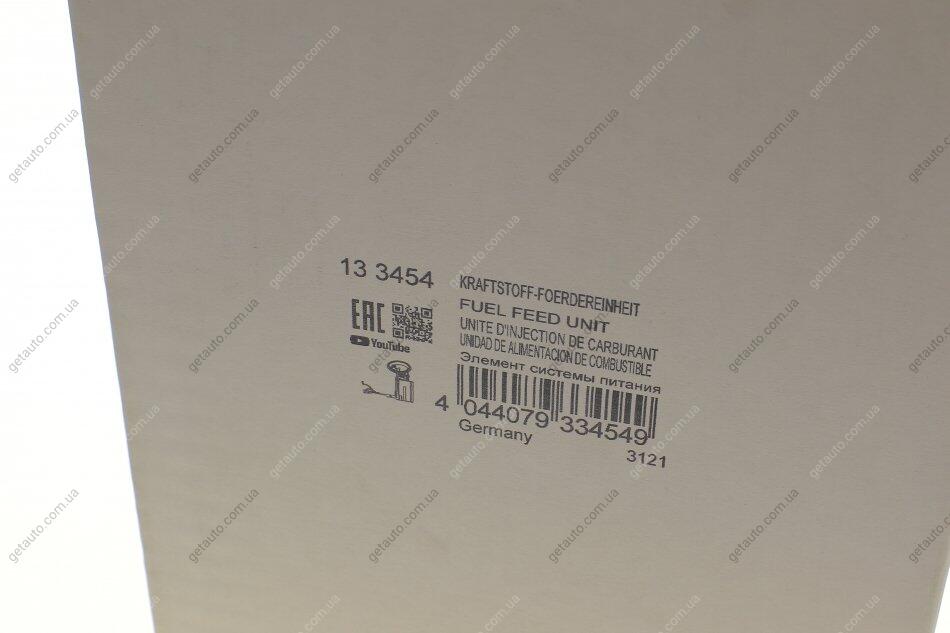 13 3454
EAC
YouTube
KRAFTSTOFF-FOERDEREINHEIT
FUEL FEED UNIT
UNITE D'INJECTION DE CARBURANT
UNIDAD DE ALIMENTACION DE COMBUSTIBLE
Элемент системы питания
4 044079 334549
Germany
3121
getauto.com.ua